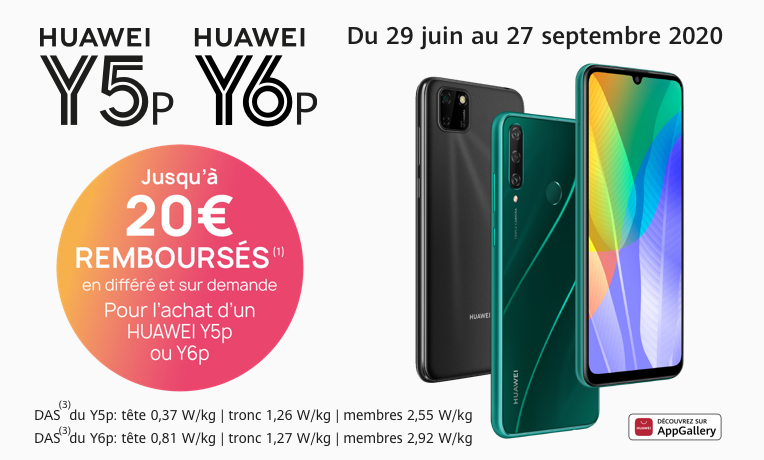 HUAWEI
Y5p
HUAWEI
Y6p
Du 29 juin au 27 septembre 2020
Jusqu'à
20€
REMBOURSÉS (1)
en différé et sur demande
Pour l'achat d'un
HUAWEI Y5p
ou Y6p
HUAWEI
HUAWEI
DAS(3)du Y5p: tête 0,37 W/kg | tronc 1,26 W/kg | membres 2,55 W/kg
DAS(3)du Y6p: tête 0,81 W/kg | tronc 1,27 W/kg | membres 2,92 W/kg
HUAWEI
DÉCOUVREZ SUR
AppGallery